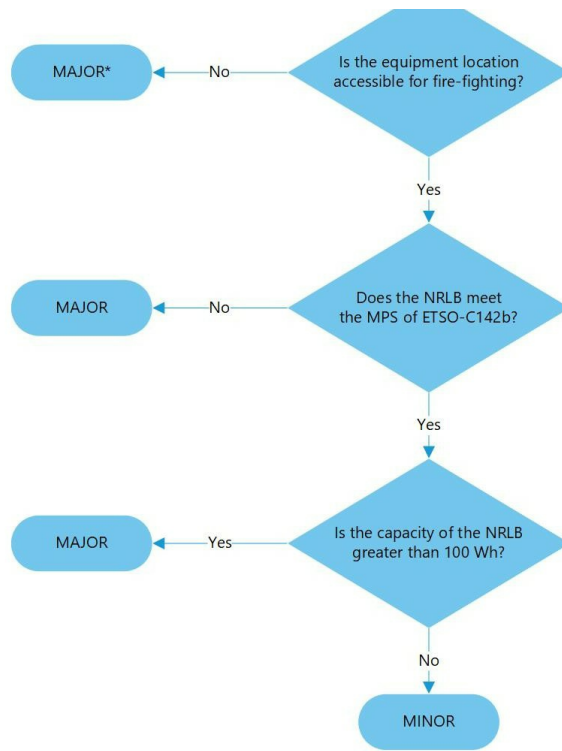 Is the equipment location
accessible for fire-fighting?
No
MAJOR*
Yes
Does the NRLB meet
the MPS of ETSO-C142b?
No
MAJOR
Yes
Is the capacity of the NRLB
greater than 100 Wh?
Yes
MAJOR
No
MINOR